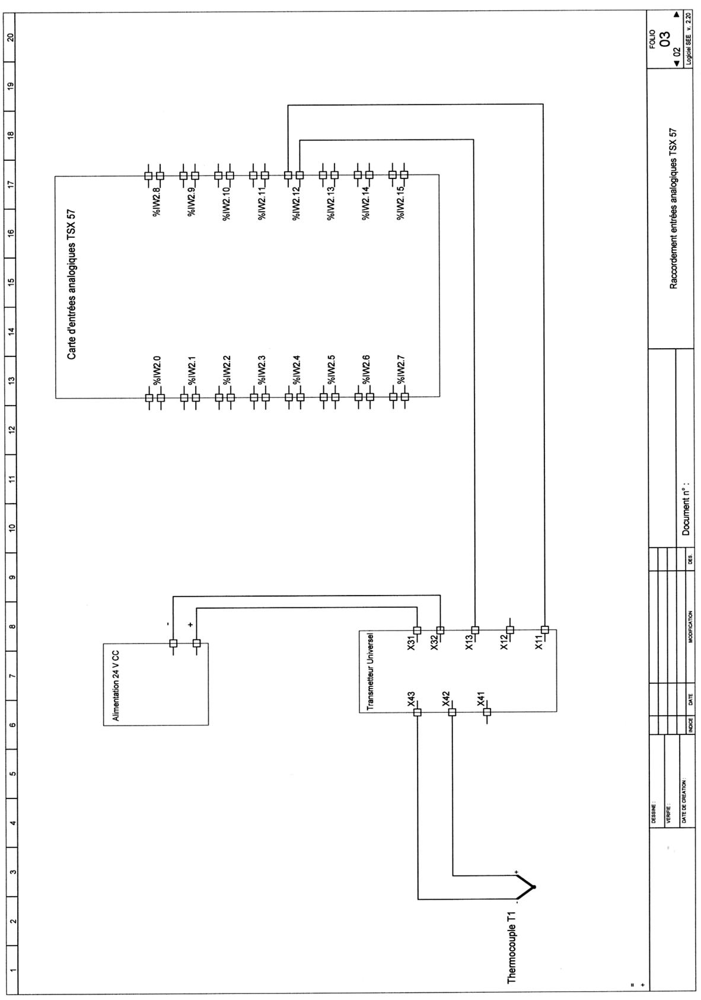 1 2 3 4 5 6 7 8 9 10 11 12 13 14 15 16 17 18 19 20
Carte d'entrées analogiques TSX 57
Alimentation 24 V CC
-
+
%IW2.0
%IW2.1
%IW2.2
%IW2.3
%IW2.4
%IW2.5
%IW2.6
%IW2.7
%IW2.8
%IW2.9
%IW2.10
%IW2.11
%IW2.12
%IW2.13
%IW2.14
%IW2.15
Transmetteur Universel
X43
X42
X41
X31
X32
X13
X12
X11
Thermocouple T1
-
+
=
+
DESSINE :
VERIFIE :
DATE DE CREATION :
INDICE
DATE
MODIFICATION
DES.
Document n° :
Raccordement entrées analogiques TSX 57
FOLIO
03
◄ 02 ►
Logiciel SEE v. 2.20